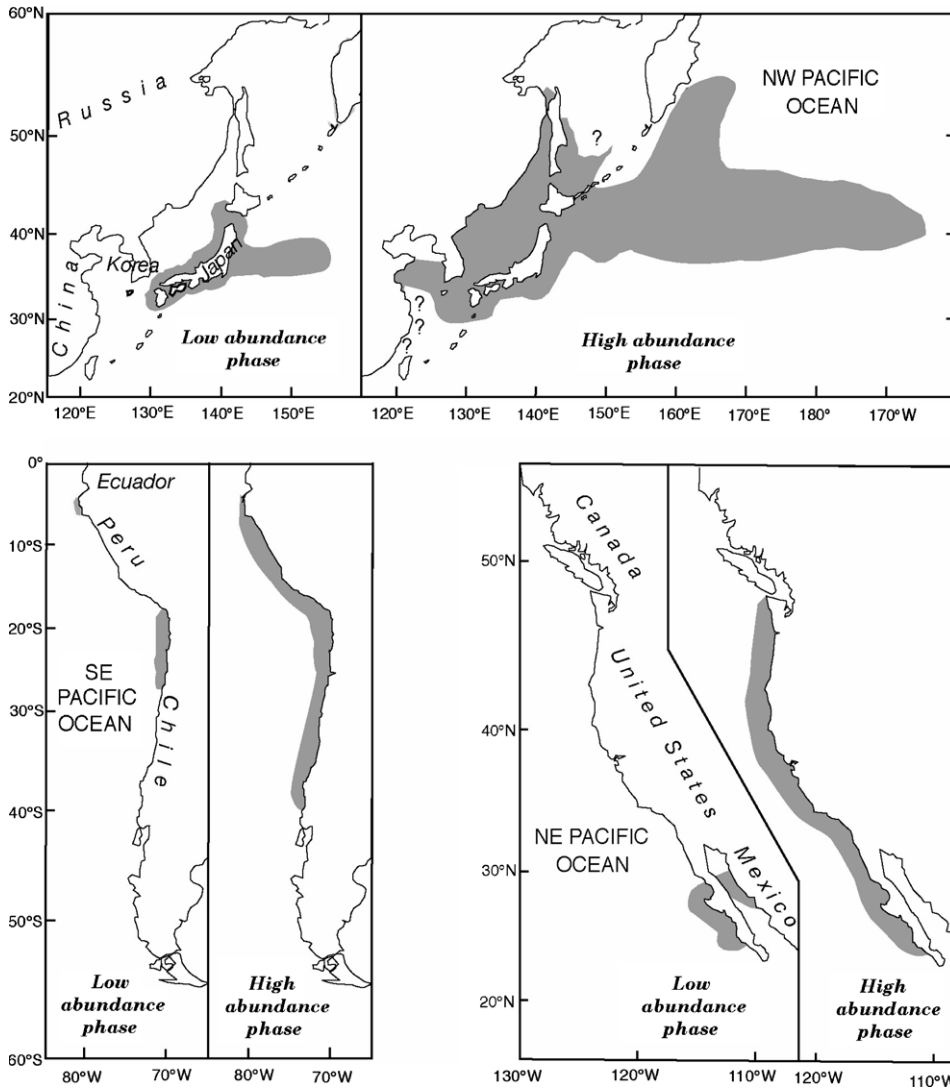 60°N
50°N
40°N
30°N
20°N
Russia
China
Korea
Japan
Low abundance
phase
120°E 130°E 140°E 150°E
NW PACIFIC
OCEAN
?
?
?
?
High abundance
phase
120°E 130°E 140°E 150°E 160°E 170°E 180° 170°W
0°
10°S
20°S
30°S
40°S
50°S
60°S
Ecuador
Peru
SE
PACIFIC
OCEAN
Chile
Low
abundance
phase
80°W 70°W
High
abundance
phase
80°W 70°W
50°N
40°N
30°N
20°N
Canada
United States
Mexico
NE PACIFIC
OCEAN
Low
abundance
phase
130°W 120°W 110°W
High
abundance
phase
120°W 110°W